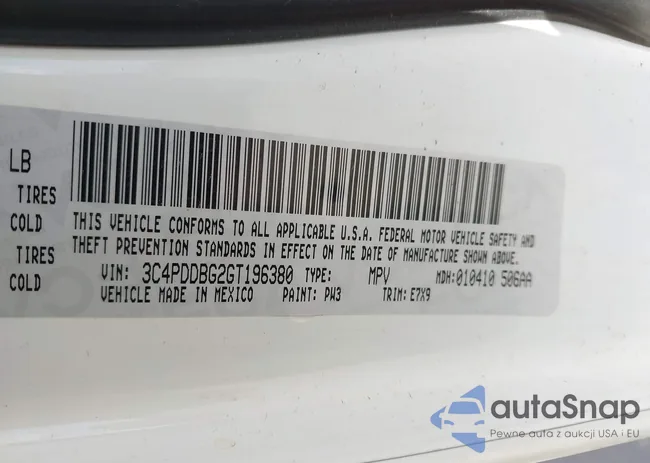 LB
TIRES
COLD
TIRES
COLD
THIS VEHICLE CONFORMS TO ALL APPLICABLE U.S.A. FEDERAL MOTOR VEHICLE SAFETY AND
THEFT PREVENTION STANDARDS IN EFFECT ON THE DATE OF MANUFACTURE SHOWN ABOVE.
VIN: 3C4PDDBG2GT196380 TYPE: MPV MDH:010410 506AA
VEHICLE MADE IN MEXICO PAINT: PW3 TRIM: E7X9
autaSnap
Pewne auta z aukcji USA i EU